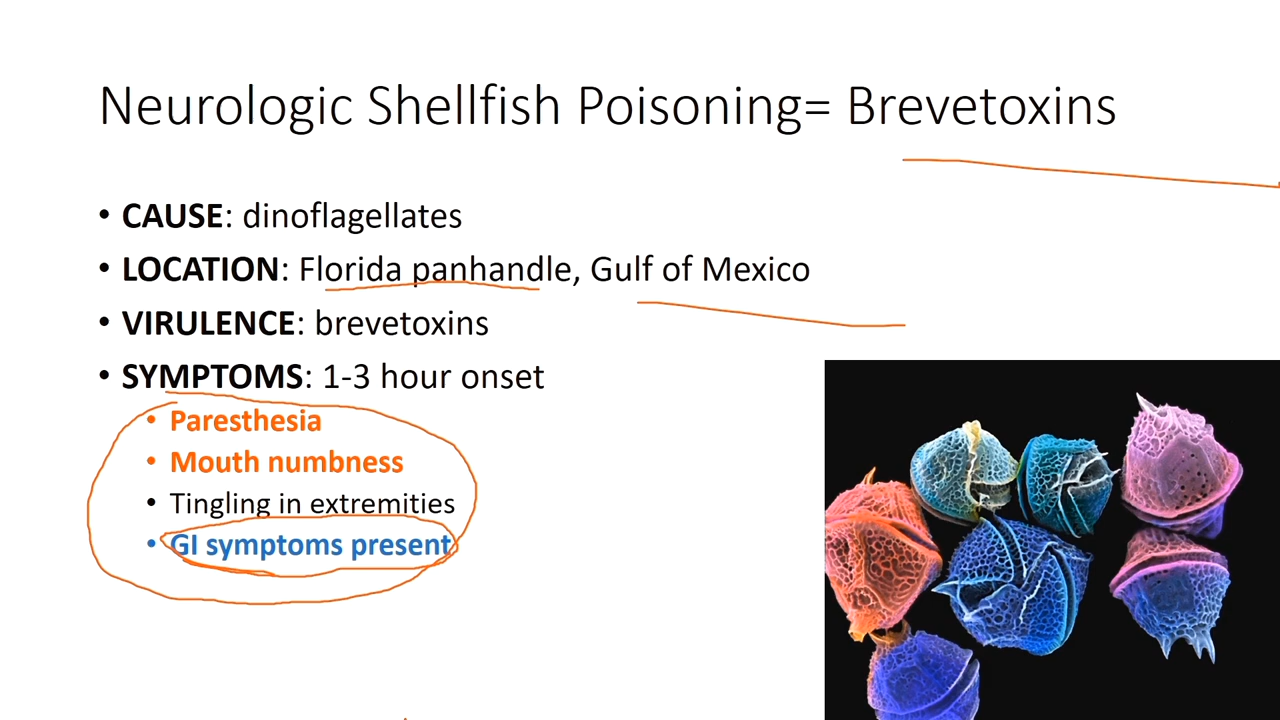 Neurologic Shellfish Poisoning= Brevetoxins
• CAUSE: dinoflagellates
• LOCATION: Florida panhandle, Gulf of Mexico
• VIRULENCE: brevetoxins
• SYMPTOMS: 1-3 hour onset
• Paresthesia
• Mouth numbness
• Tingling in extremities
• GI symptoms present